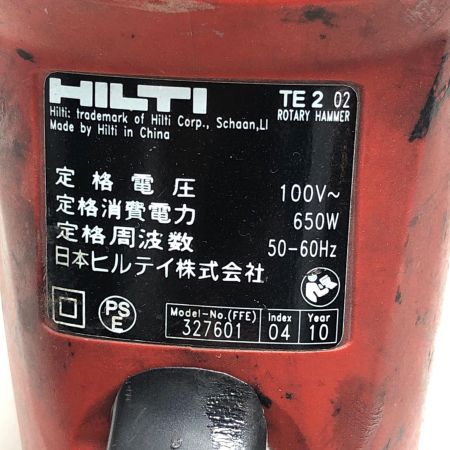 HILTI TE 2 02
Hilti: trademark of Hilti Corp., Schaan,LI ROTARY HAMMER
Made by Hilti in China
定格電圧 100V~
定格消費電力 650W
定格周波数 50-60Hz
日本ヒルテイ株式会社
PS E
Model-No.(FFE) Index Year
327601 04 10